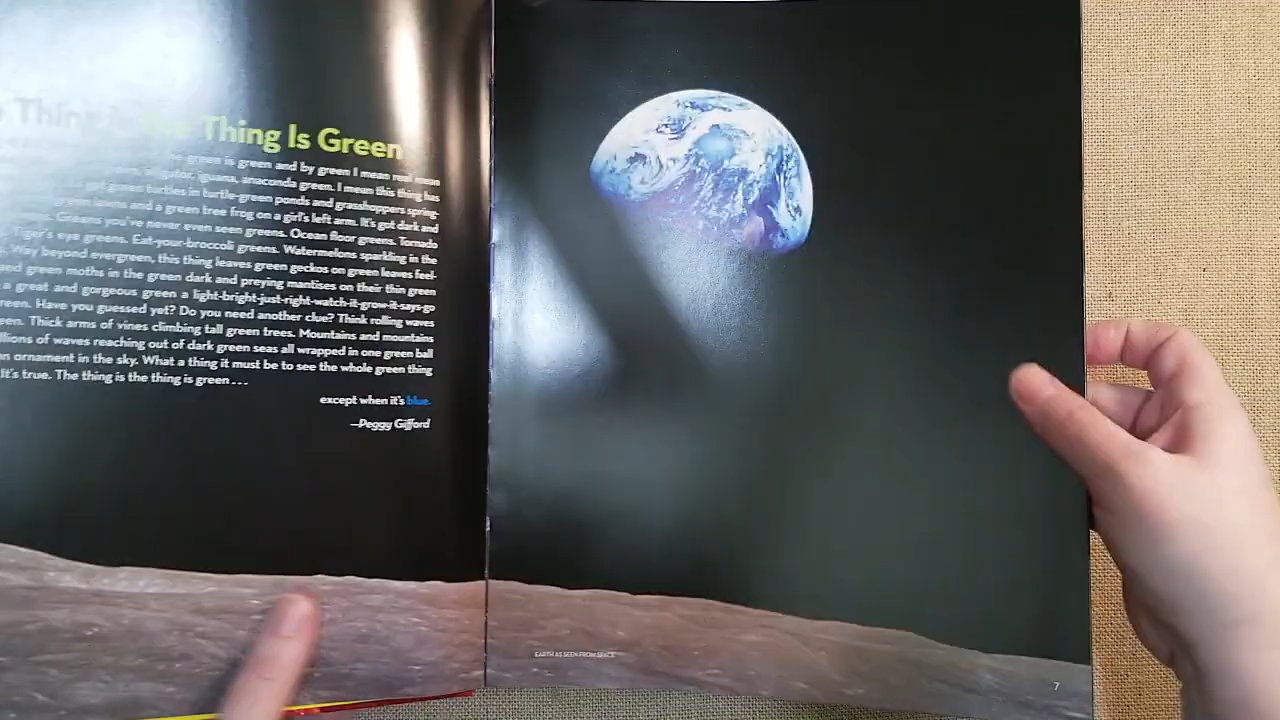 Thing Is Green
green is green and by green I mean real mean
alligator, iguana, anaconda green. I mean this thing has
got green turtles in turtle-green ponds and grasshoppers spring-
green lawns and a green tree frog on a girl's left arm. It's got dark and
Greens you've never even seen greens. Ocean floor greens. Tornado
Tiger's eye greens. Eat-your-broccoli greens. Watermelons sparkling in the
Way beyond evergreen, this thing leaves green geckos on green leaves feel-
and green moths in the green dark and preying mantises on their thin green
a great and gorgeous green a light-bright-just-right-watch-it-grow-it-says-go
green. Have you guessed yet? Do you need another clue? Think rolling waves
Thick arms of vines climbing tall green trees. Mountains and mountains
of waves reaching out of dark green seas all wrapped in one green ball
ornament in the sky. What a thing it must be to see the whole green thing
It's true. The thing is the thing is green ...
except when it's blue.
—Peggy Gifford
EARTH AS SEEN FROM SPACE
7